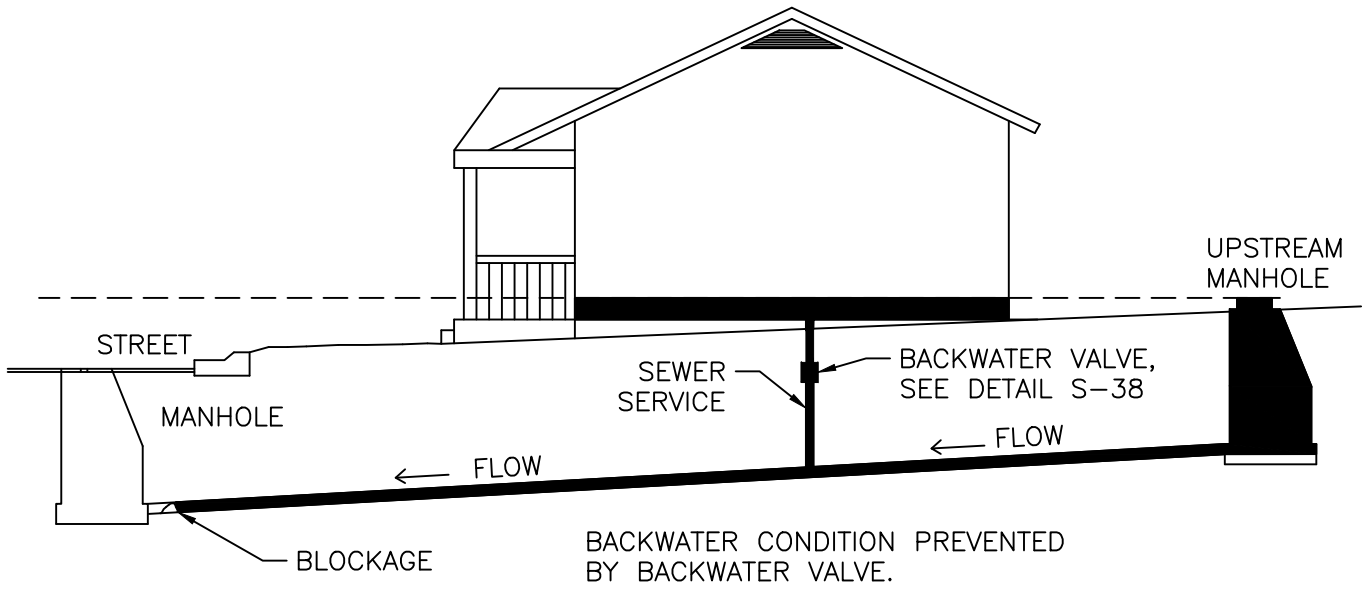 UPSTREAM
MANHOLE
STREET
BACKWATER VALVE,
SEE DETAIL S-38
SEWER
SERVICE
MANHOLE
FLOW
FLOW
BLOCKAGE
BACKWATER CONDITION PREVENTED
BY BACKWATER VALVE.